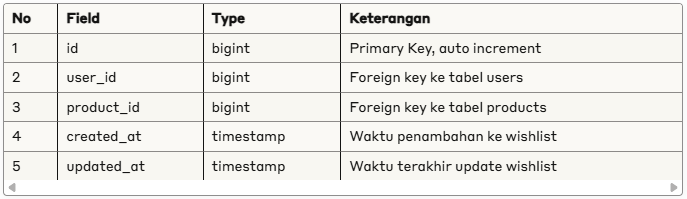 No Field Type Keterangan
1 id bigint Primary Key, auto increment
2 user_id bigint Foreign key ke tabel users
3 product_id bigint Foreign key ke tabel products
4 created_at timestamp Waktu penambahan ke wishlist
5 updated_at timestamp Waktu terakhir update wishlist